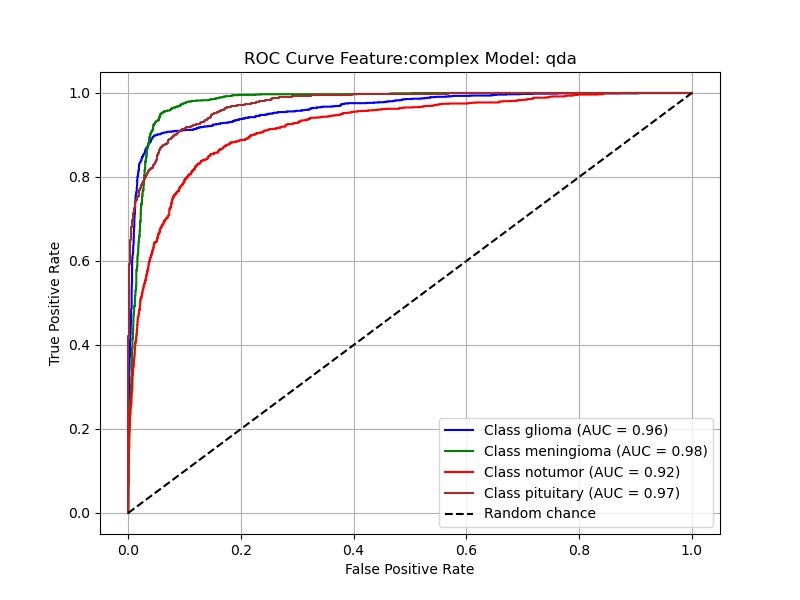 ROC Curve Feature:complex Model: qda
True Positive Rate
1.0
0.8
0.6
0.4
0.2
0.0
Class glioma (AUC = 0.96)
Class meningioma (AUC = 0.98)
Class notumor (AUC = 0.92)
Class pituitary (AUC = 0.97)
Random chance
0.0 0.2 0.4 0.6 0.8 1.0
False Positive Rate